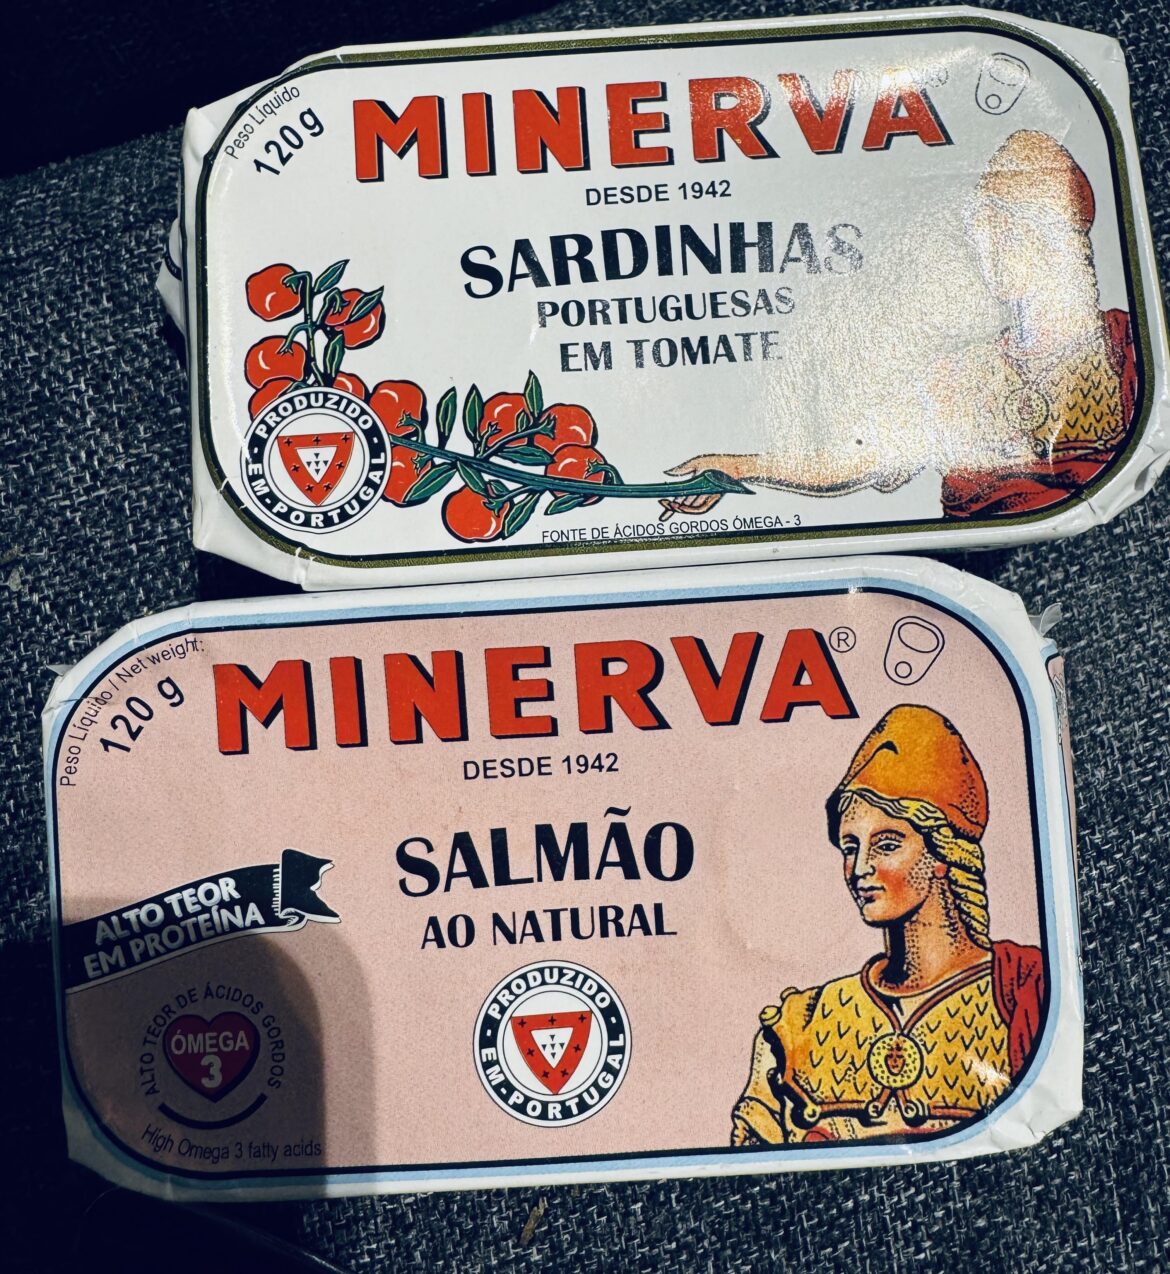 Peso Líquido
120 g
MINERVA
DESDE 1942
SARDINHAS
PORTUGUESAS
EM TOMATE
PRODUZIDO
EM · PORTUGAL
FONTE DE ÁCIDOS GORDOS ÓMEGA - 3
Peso Líquido / Net weight:
120 g
MINERVA®
DESDE 1942
SALMÃO
AO NATURAL
ALTO TEOR
EM PROTEÍNA
ALTO TEOR DE ÁCIDOS GORDOS
ÓMEGA
3
High Omega 3 fatty acids
PRODUZIDO
EM · PORTUGAL